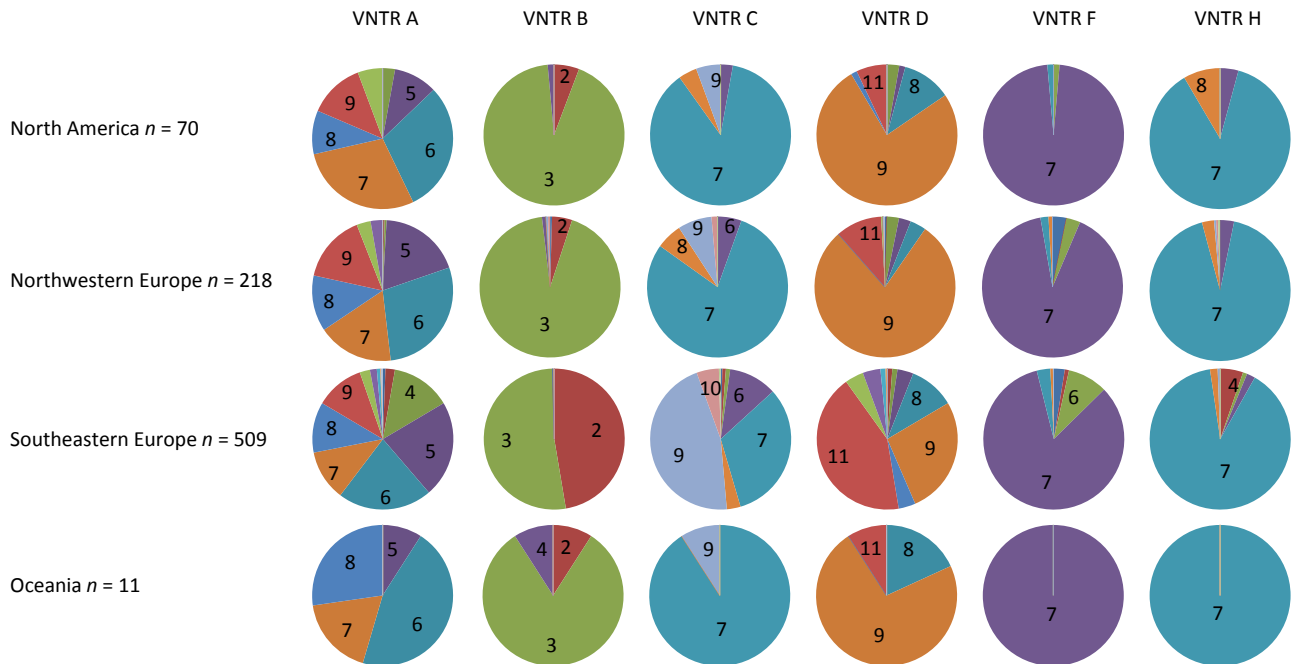 VNTR A VNTR B VNTR C VNTR D VNTR F VNTR H
North America n = 70
5 6 7 8 9
2 3
9 7
11 8 9
7
8 7
Northwestern Europe n = 218
5 6 7 8 9
2 3
6 7 8 9
11 9
7
7
Southeastern Europe n = 509
4 5 6 7 8 9
2 3
6 7 9 10
8 9 11
6 7
4 7
Oceania n = 11
5 6 7 8
4 2 3
9 7
11 8 9
7
7